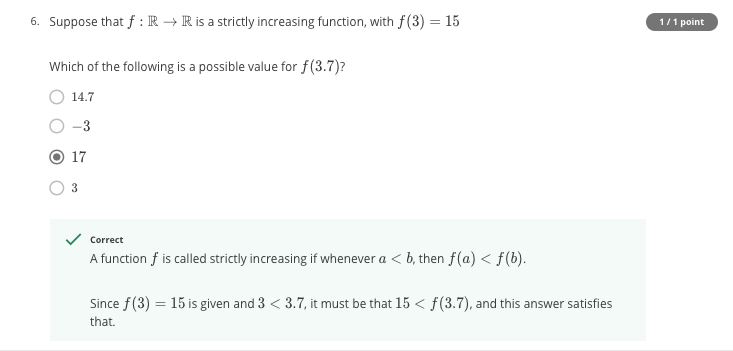 6. Suppose that f : ℝ → ℝ is a strictly increasing function, with f(3) = 15
1 / 1 point
Which of the following is a possible value for f(3.7)?
14.7
−3
17
3
Correct
A function f is called strictly increasing if whenever a < b, then f(a) < f(b).
Since f(3) = 15 is given and 3 < 3.7, it must be that 15 < f(3.7), and this answer satisfies
that.